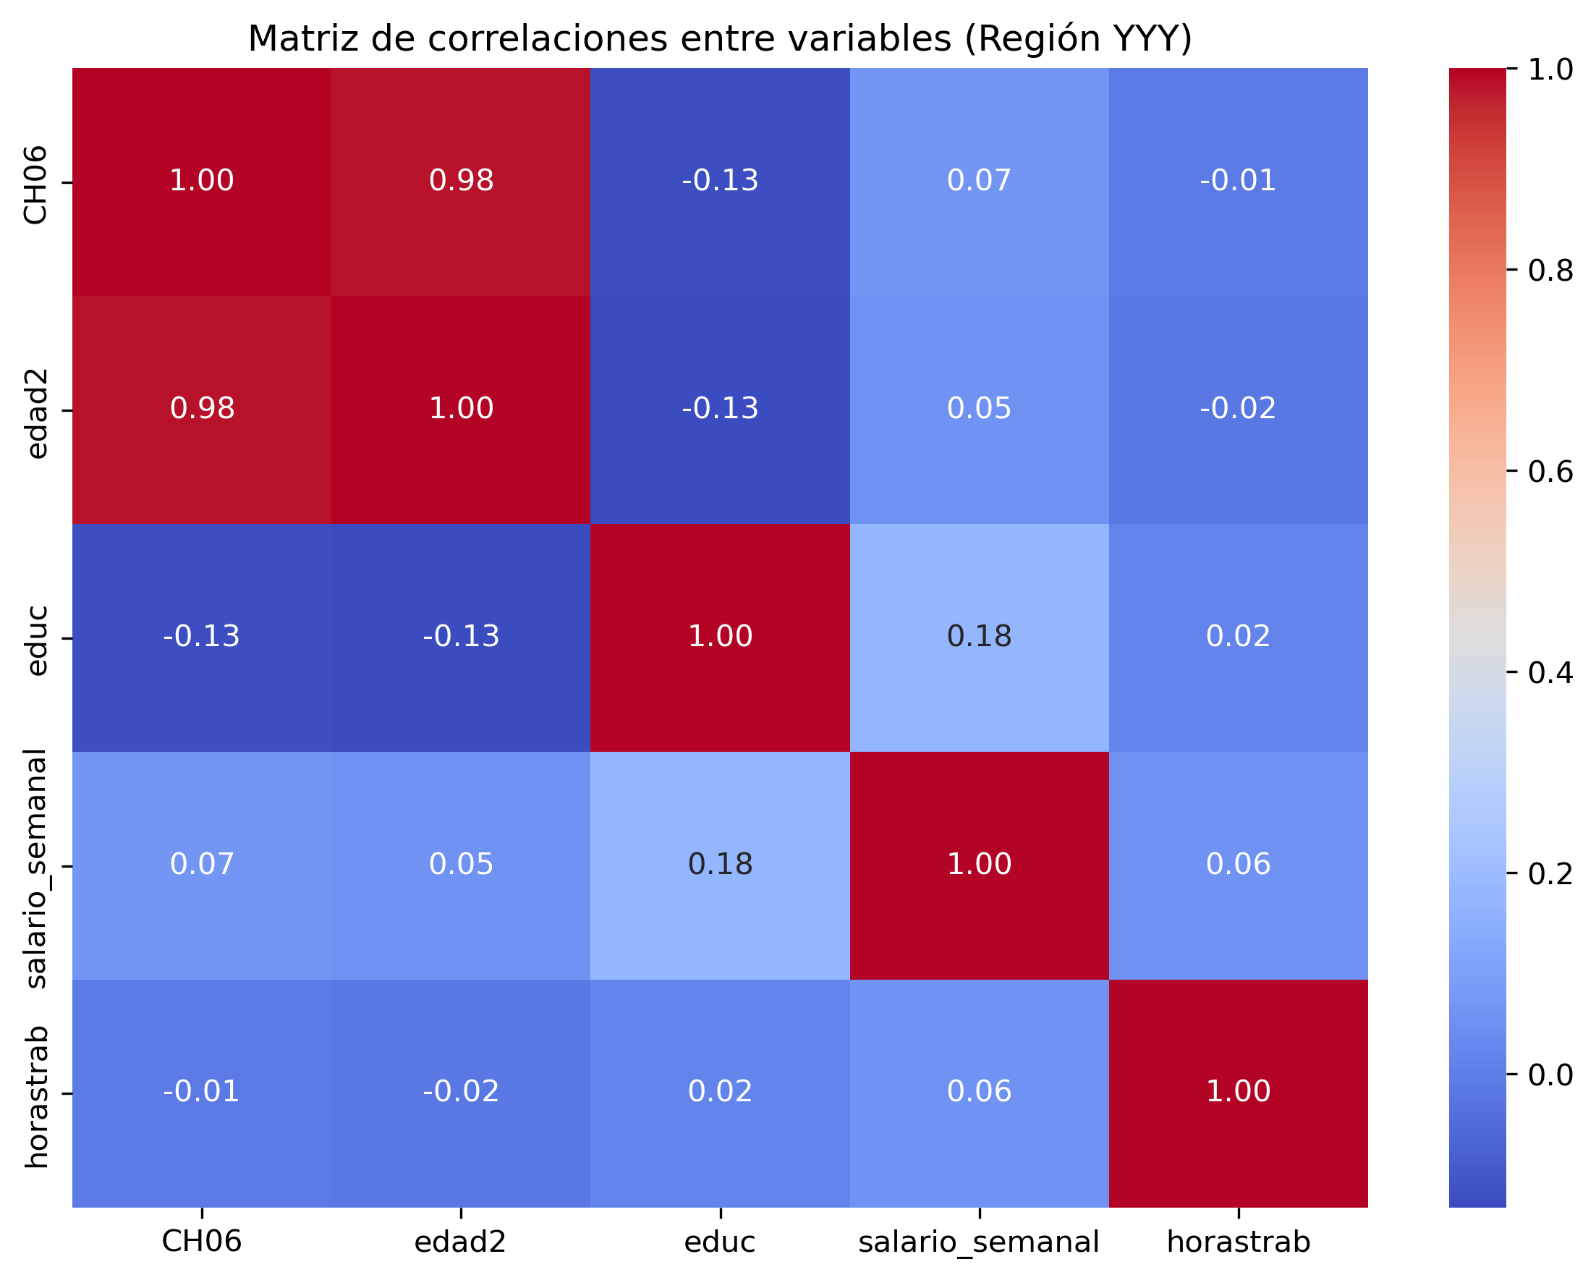 Matriz de correlaciones entre variables (Región YYY)
CH06 1.00 0.98 -0.13 0.07 -0.01
edad2 0.98 1.00 -0.13 0.05 -0.02
educ -0.13 -0.13 1.00 0.18 0.02
salario_semanal 0.07 0.05 0.18 1.00 0.06
horastrab -0.01 -0.02 0.02 0.06 1.00
CH06 edad2 educ salario_semanal horastrab
1.0
0.8
0.6
0.4
0.2
0.0